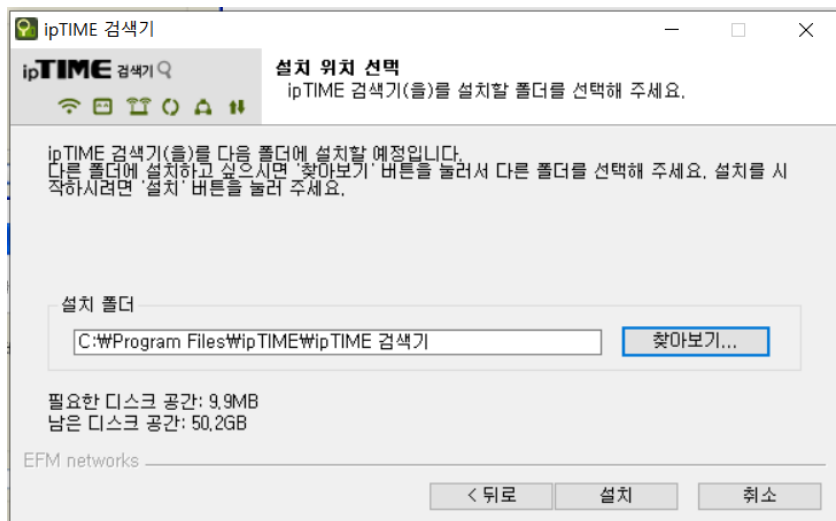 ipTIME 검색기
ipTIME 검색기
설치 위치 선택
ipTIME 검색기(을)를 설치할 폴더를 선택해 주세요.
ipTIME 검색기(을)를 다음 폴더에 설치할 예정입니다.
다른 폴더에 설치하고 싶으시면 '찾아보기' 버튼을 눌러서 다른 폴더를 선택해 주세요. 설치를 시
작하시려면 '설치' 버튼을 눌러 주세요.
설치 폴더
C:₩Program Files₩ipTIME₩ipTIME 검색기
찾아보기...
필요한 디스크 공간: 9.9MB
남은 디스크 공간: 50.2GB
EFM networks
< 뒤로
설치
취소